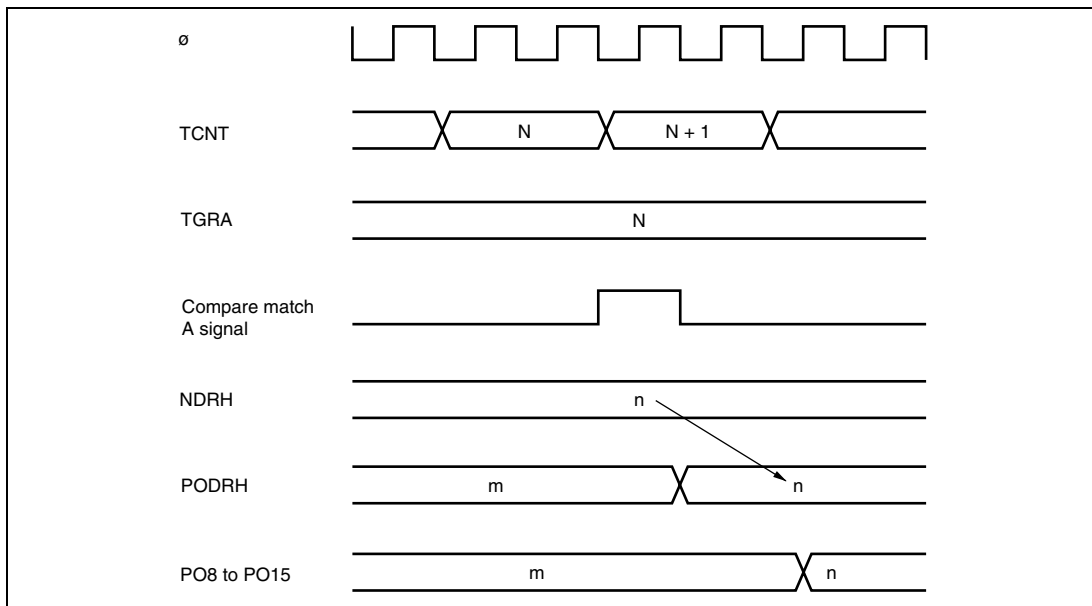 ø
TCNT N N + 1
TGRA N
Compare match
A signal
NDRH n
PODRH m n
PO8 to PO15 m n